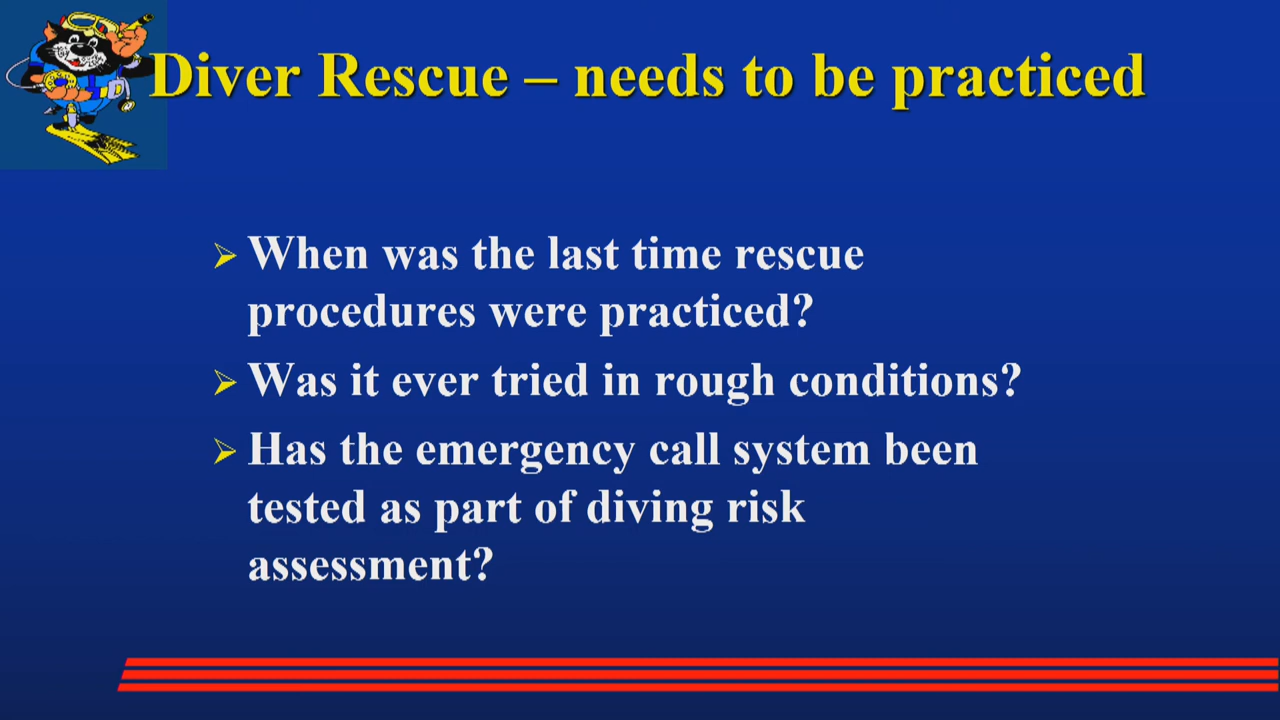 Diver Rescue – needs to be practiced
When was the last time rescue
procedures were practiced?
Was it ever tried in rough conditions?
Has the emergency call system been
tested as part of diving risk
assessment?